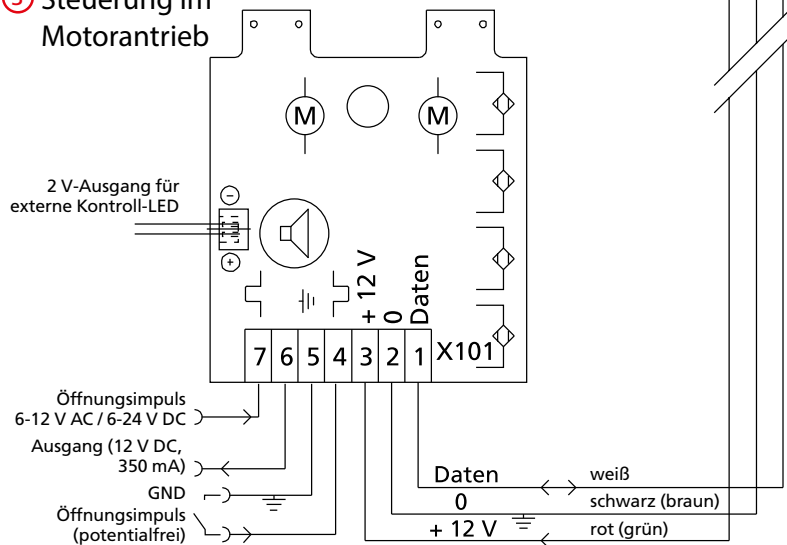 ③ Steuerung im
Motorantrieb
M
M
2 V-Ausgang für
externe Kontroll-LED
+ 12 V
0
Daten
7 6 5 4 3 2 1 X101
Öffnungsimpuls
6-12 V AC / 6-24 V DC
Ausgang (12 V DC,
350 mA)
GND
Öffnungsimpuls
(potentialfrei)
Daten
weiß
0
schwarz (braun)
+ 12 V
rot (grün)